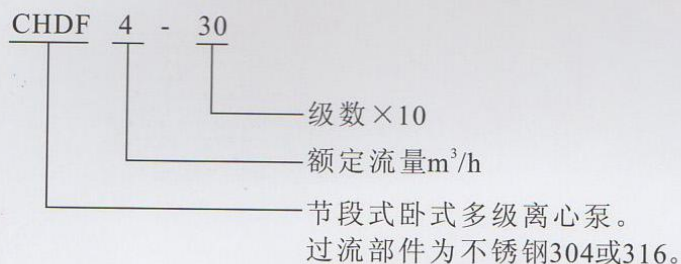 CHDF 4 - 30
级数×10
额定流量m³/h
节段式卧式多级离心泵。
过流部件为不锈钢304或316。